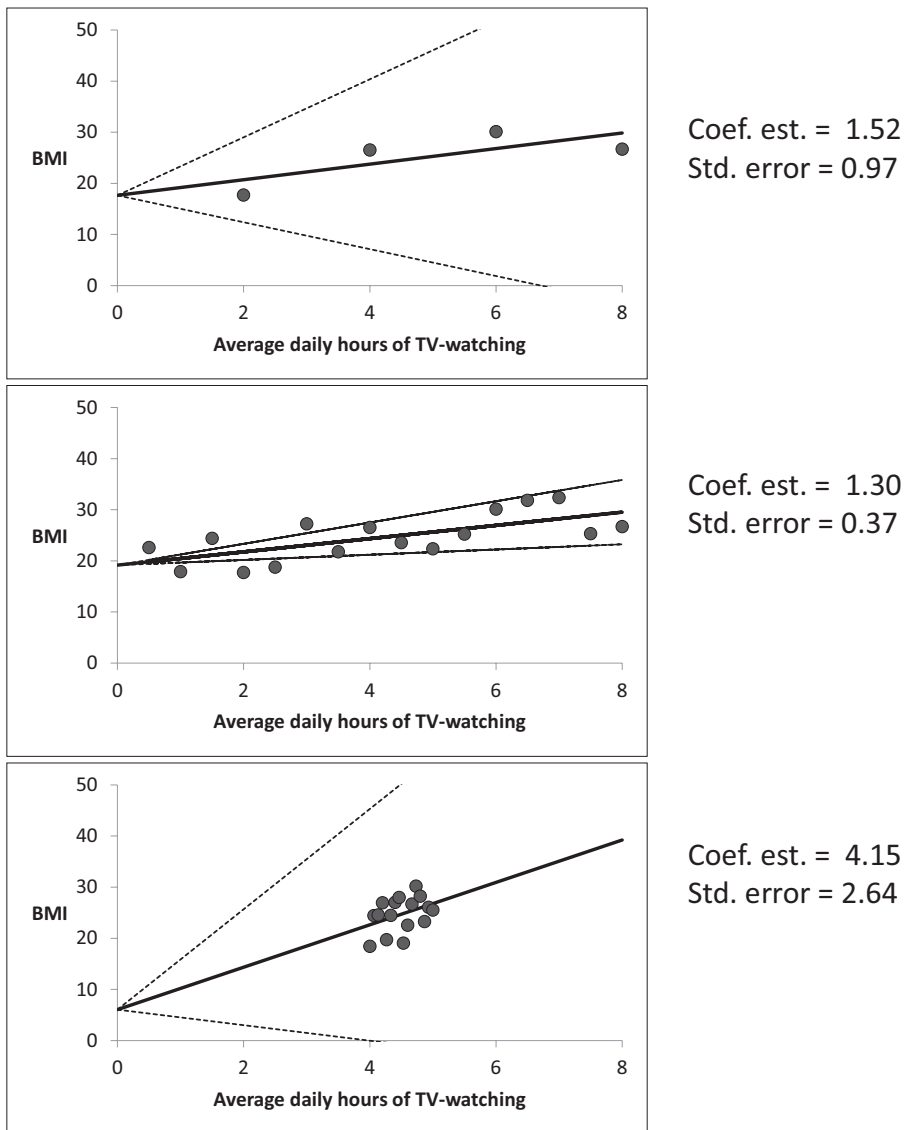 50
40
30
BMI
20
10
0
0 2 4 6 8
Average daily hours of TV-watching
Coef. est. = 1.52
Std. error = 0.97
50
40
30
BMI
20
10
0
0 2 4 6 8
Average daily hours of TV-watching
Coef. est. = 1.30
Std. error = 0.37
50
40
30
BMI
20
10
0
0 2 4 6 8
Average daily hours of TV-watching
Coef. est. = 4.15
Std. error = 2.64